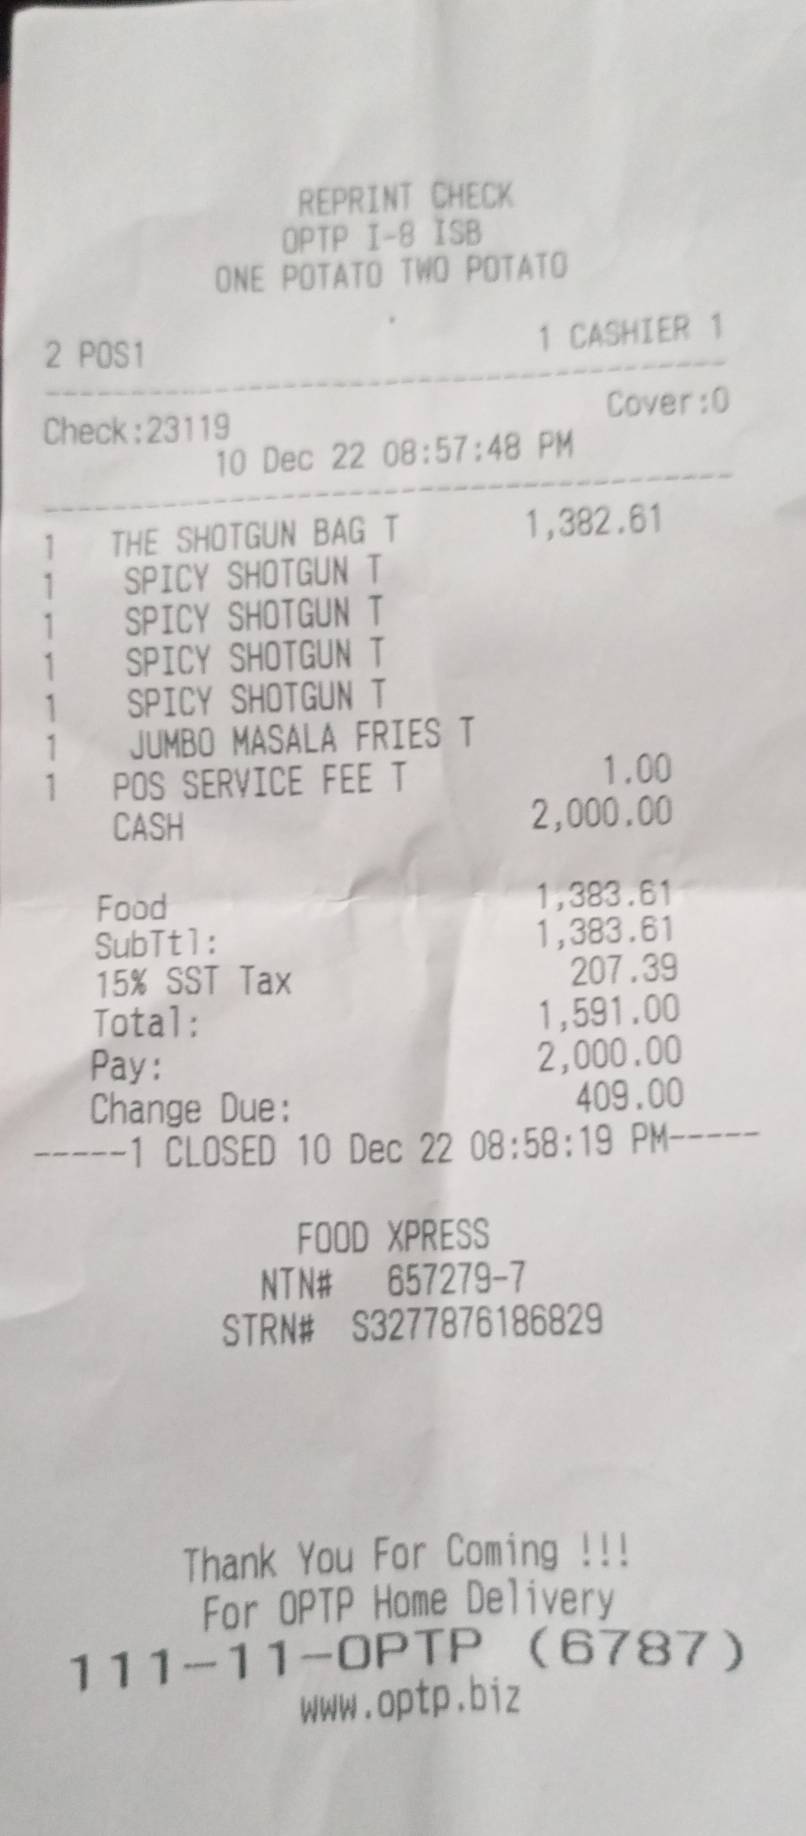 REPRINT CHECK
OPTP I-8 ISB
ONE POTATO TWO POTATO
2 POS1 1 CASHIER 1
Check:23119 Cover:0
10 Dec 22 08:57:48 PM
1 THE SHOTGUN BAG T 1,382.61
1 SPICY SHOTGUN T
1 SPICY SHOTGUN T
1 SPICY SHOTGUN T
1 SPICY SHOTGUN T
1 JUMBO MASALA FRIES T
1 POS SERVICE FEE T 1.00
CASH 2,000.00
Food 1,383.61
SubTtl: 1,383.61
15% SST Tax 207.39
Total: 1,591.00
Pay: 2,000.00
Change Due: 409.00
-----1 CLOSED 10 Dec 22 08:58:19 PM-----
FOOD XPRESS
NTN# 657279-7
STRN# S3277876186829
Thank You For Coming !!!
For OPTP Home Delivery
111-11-OPTP (6787)
www.optp.biz